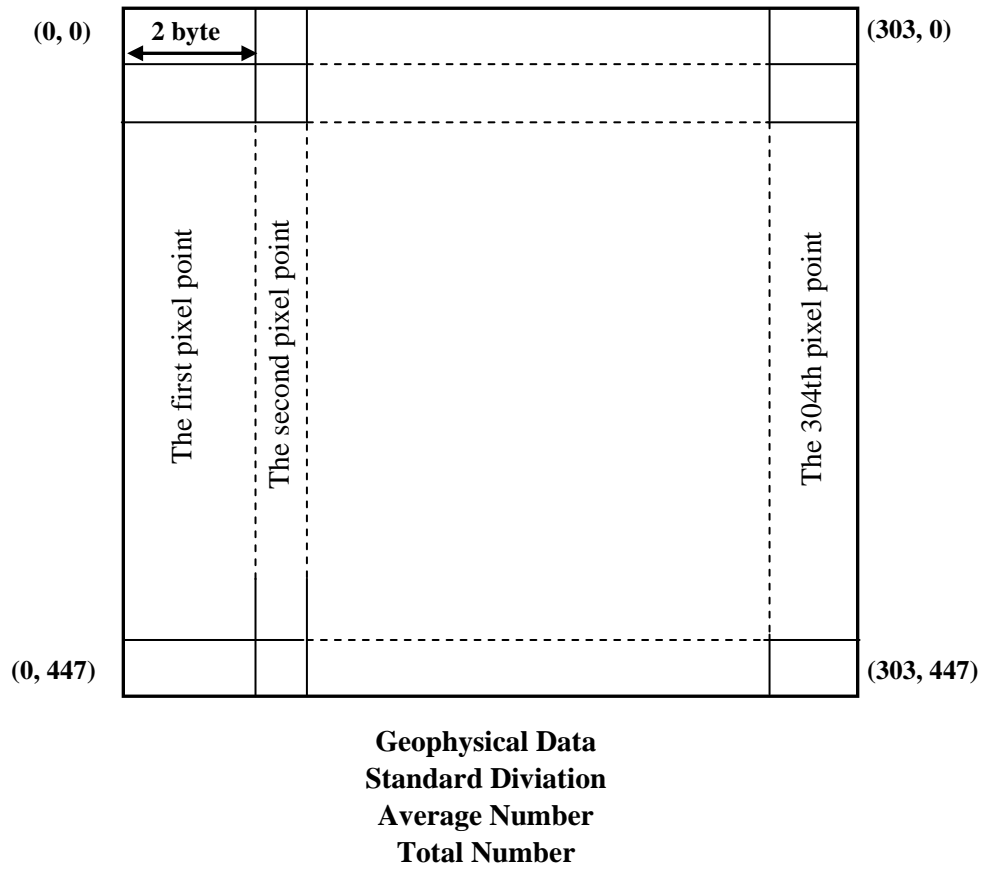 (0, 0)
2 byte
(303, 0)
The first pixel point
The second pixel point
The 304th pixel point
(0, 447)
(303, 447)
Geophysical Data
Standard Diviation
Average Number
Total Number